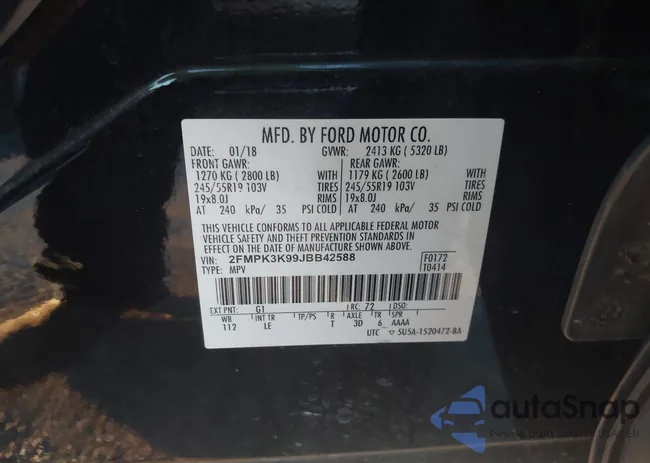 MFD. BY FORD MOTOR CO.
DATE: 01/18 GVWR: 2413 KG ( 5320 LB)
FRONT GAWR: REAR GAWR:
1270 KG ( 2800 LB) WITH 1179 KG ( 2600 LB) WITH
245/55R19 103V TIRES 245/55R19 103V TIRES
19x8.0J RIMS 19x8.0J RIMS
AT 240 kPa/ 35 PSI COLD AT 240 kPa/ 35 PSI COLD
THIS VEHICLE CONFORMS TO ALL APPLICABLE FEDERAL MOTOR
VEHICLE SAFETY AND THEFT PREVENTION STANDARDS IN
EFFECT ON THE DATE OF MANUFACTURE SHOWN ABOVE.
VIN: 2FMPK3K99JBB42588 F0172
TYPE: MPV T0414
EXT PNT: G1 RC: 72 DSO:
WB INT TR TP/PS R AXLE TR SPR
112 LE T 3D 6 AAAA
UTC 5U5A-1520472-BA
autoSnap